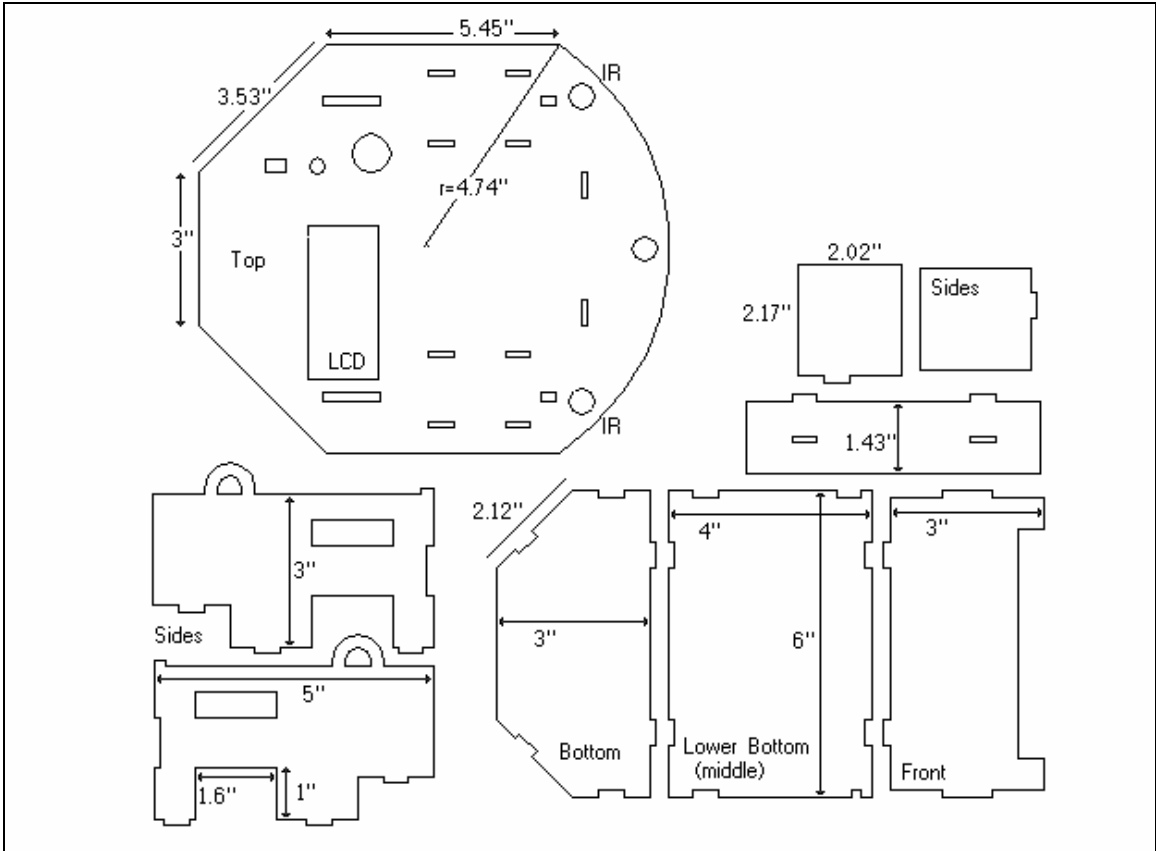 5.45"
IR
3.53"
r=4.74"
3"
Top
LCD
IR
2.02"
Sides
2.17"
1.43"
2.12"
3"
Sides
5"
1.6"
1"
3"
Bottom
4"
6"
Lower Bottom
(middle)
3"
Front